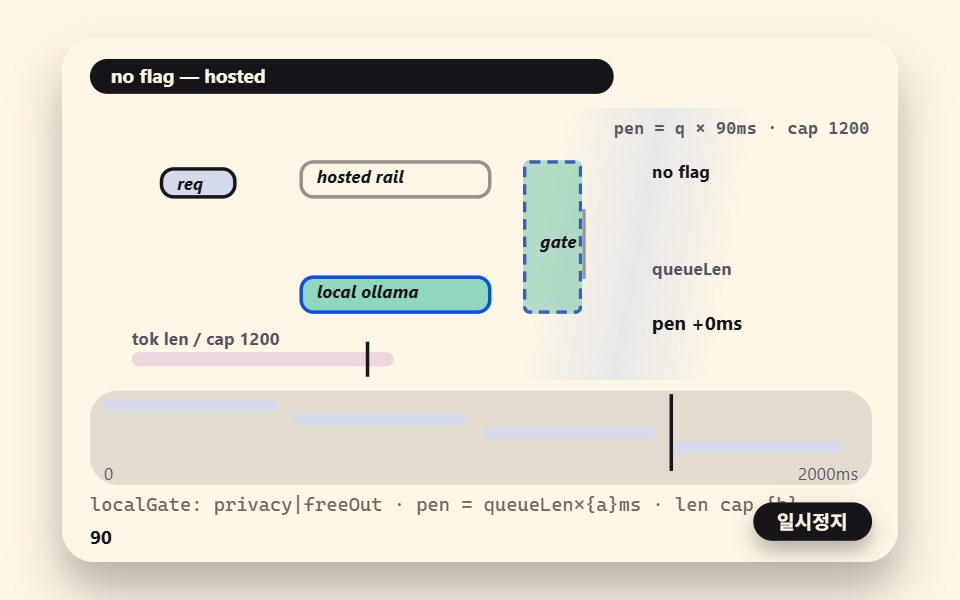 no flag — hosted
pen = q × 90ms · cap 1200
req
hosted rail
no flag
gate
queueLen
local ollama
pen +0ms
tok len / cap 1200
0
2000ms
localGate: privacy|freeOut · pen = queueLen×{a}ms · len cap {b}
일시정지
90